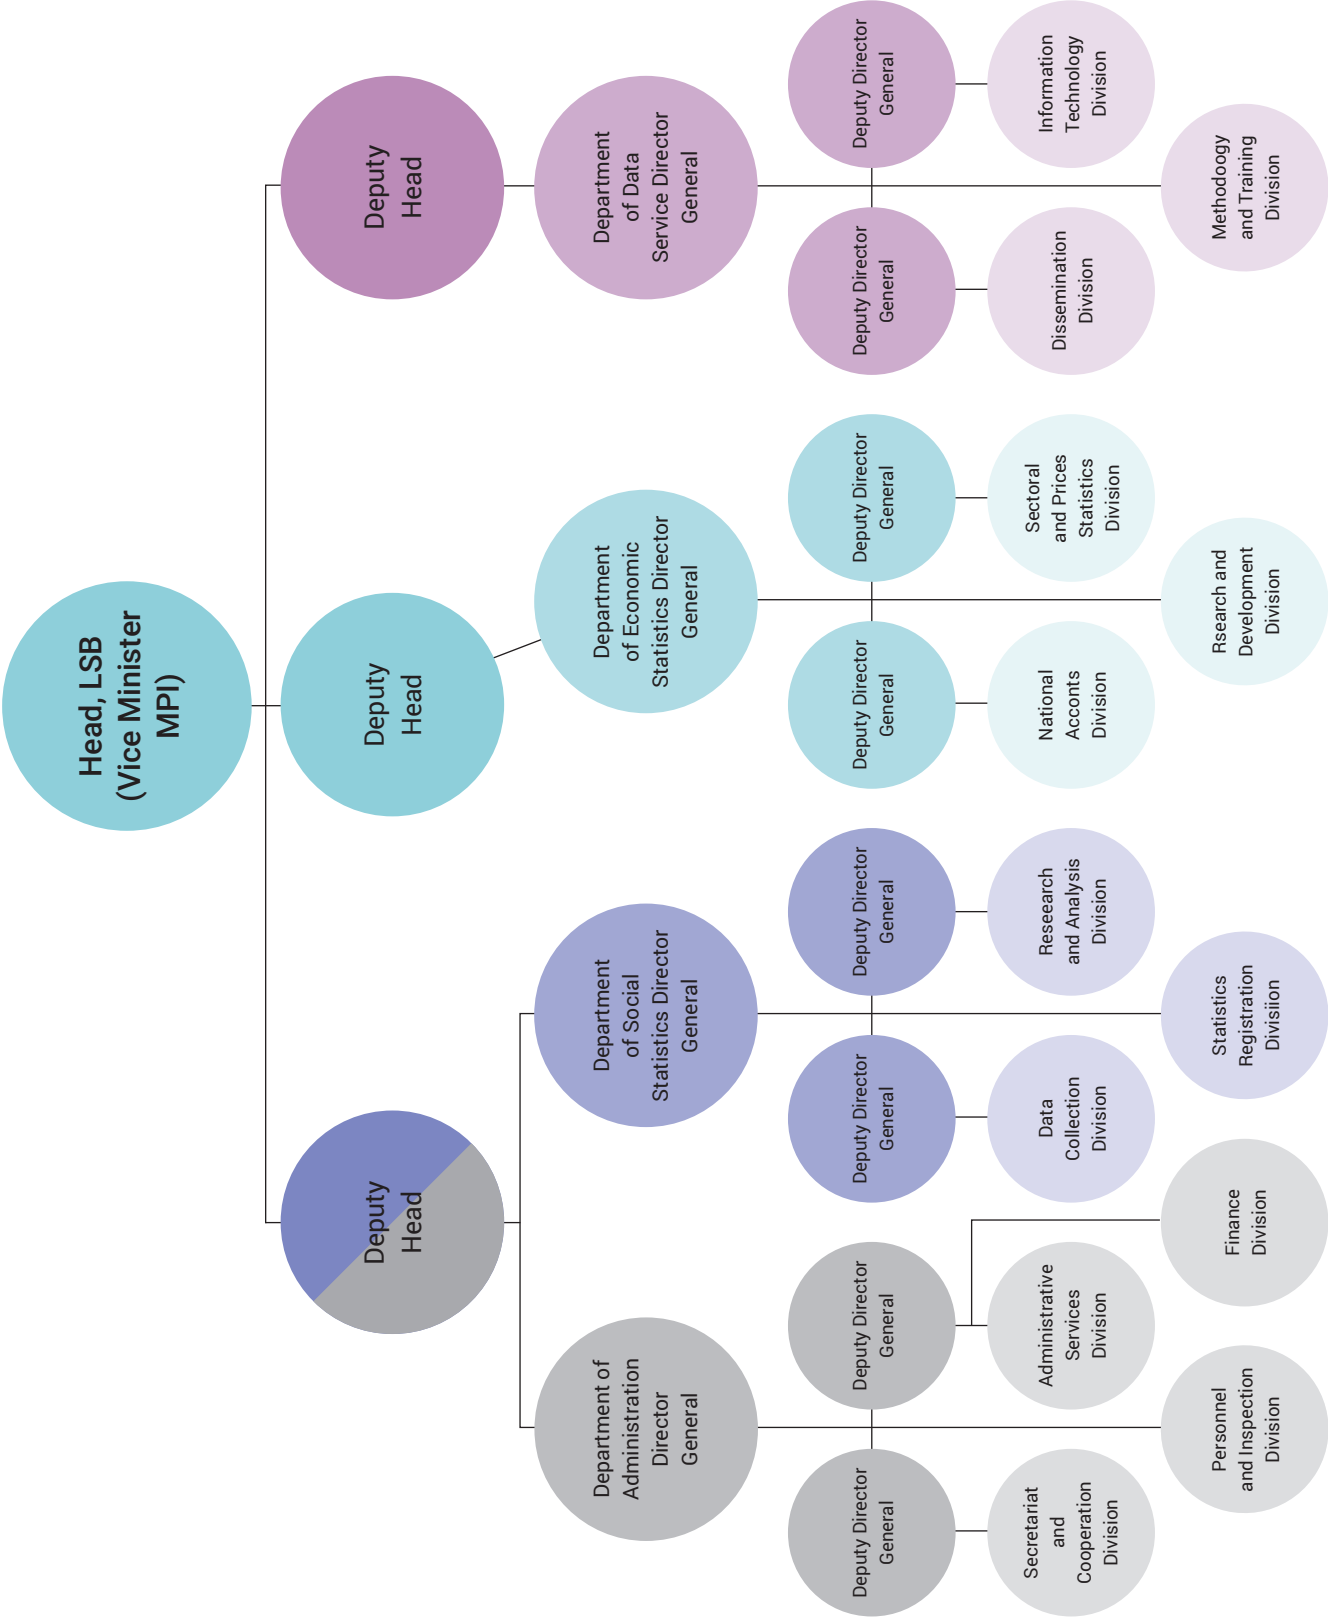 Head, LSB
(Vice Minister
MPI)
Deputy
Head
Deputy
Head
Deputy
Head
Department of
Administration
Director
General
Department
of Social
Statistics Director
General
Department
of Economic
Statistics Director
General
Department
of Data
Service Director
General
Deputy Director
General
Deputy Director
General
Deputy Director
General
Deputy Director
General
Deputy Director
General
Deputy Director
General
Deputy Director
General
Deputy Director
General
Secretariat
and
Cooperation
Division
Administrative
Services
Division
Data
Collection
Division
Research
and Analysis
Division
National
Acconts
Division
Sectoral
and Prices
Statistics
Division
Dissemination
Division
Information
Technology
Division
Personnel
and Inspection
Division
Finance
Division
Statistics
Registration
Divisiion
Rsearch and
Development
Division
Methodoogy
and Training
Division